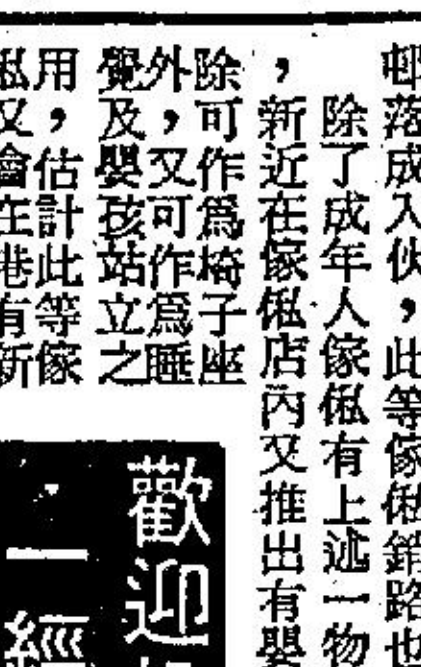 邨落成入伙，此等傢俬銷路也
除了成年人傢俬有上述一物
，新近在傢俬店內又推出有嬰
除可作爲椅子座
外，又可作爲睡
覺及嬰孩站立之
用，估計此等傢
俬又會在港有新
歡迎
一經